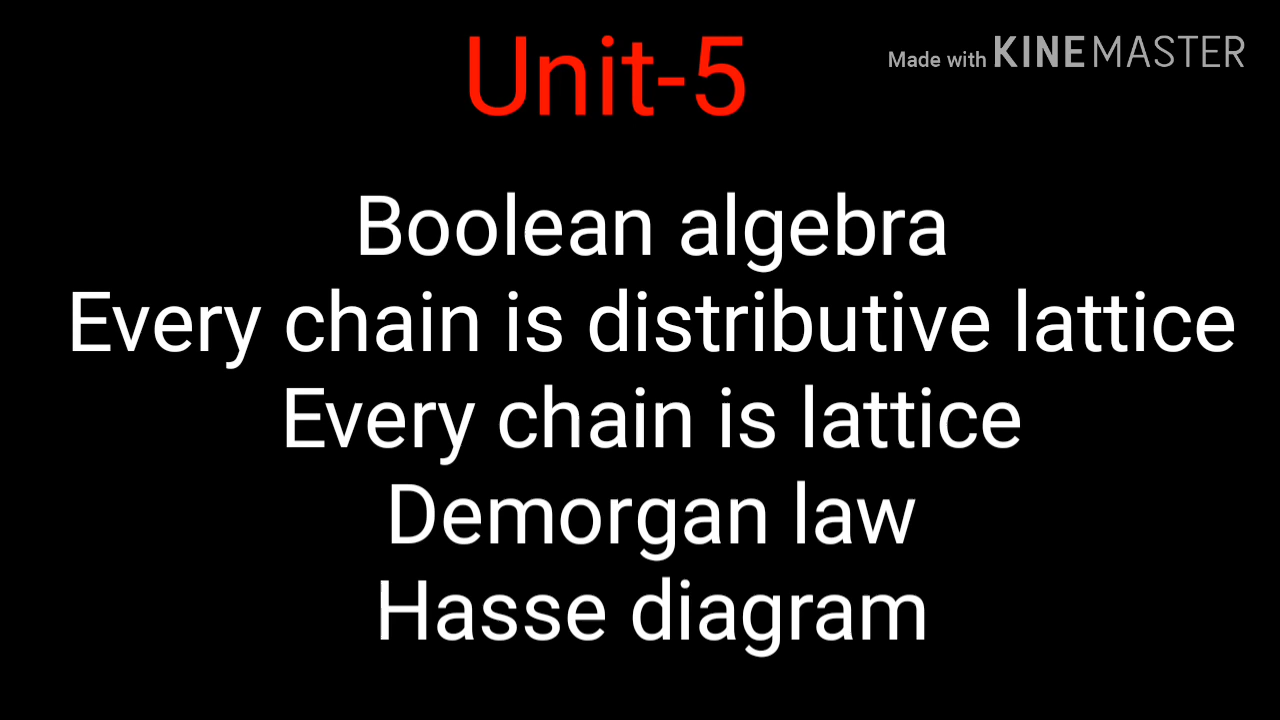 Unit-5
Made with KINEMASTER
Boolean algebra
Every chain is distributive lattice
Every chain is lattice
Demorgan law
Hasse diagram